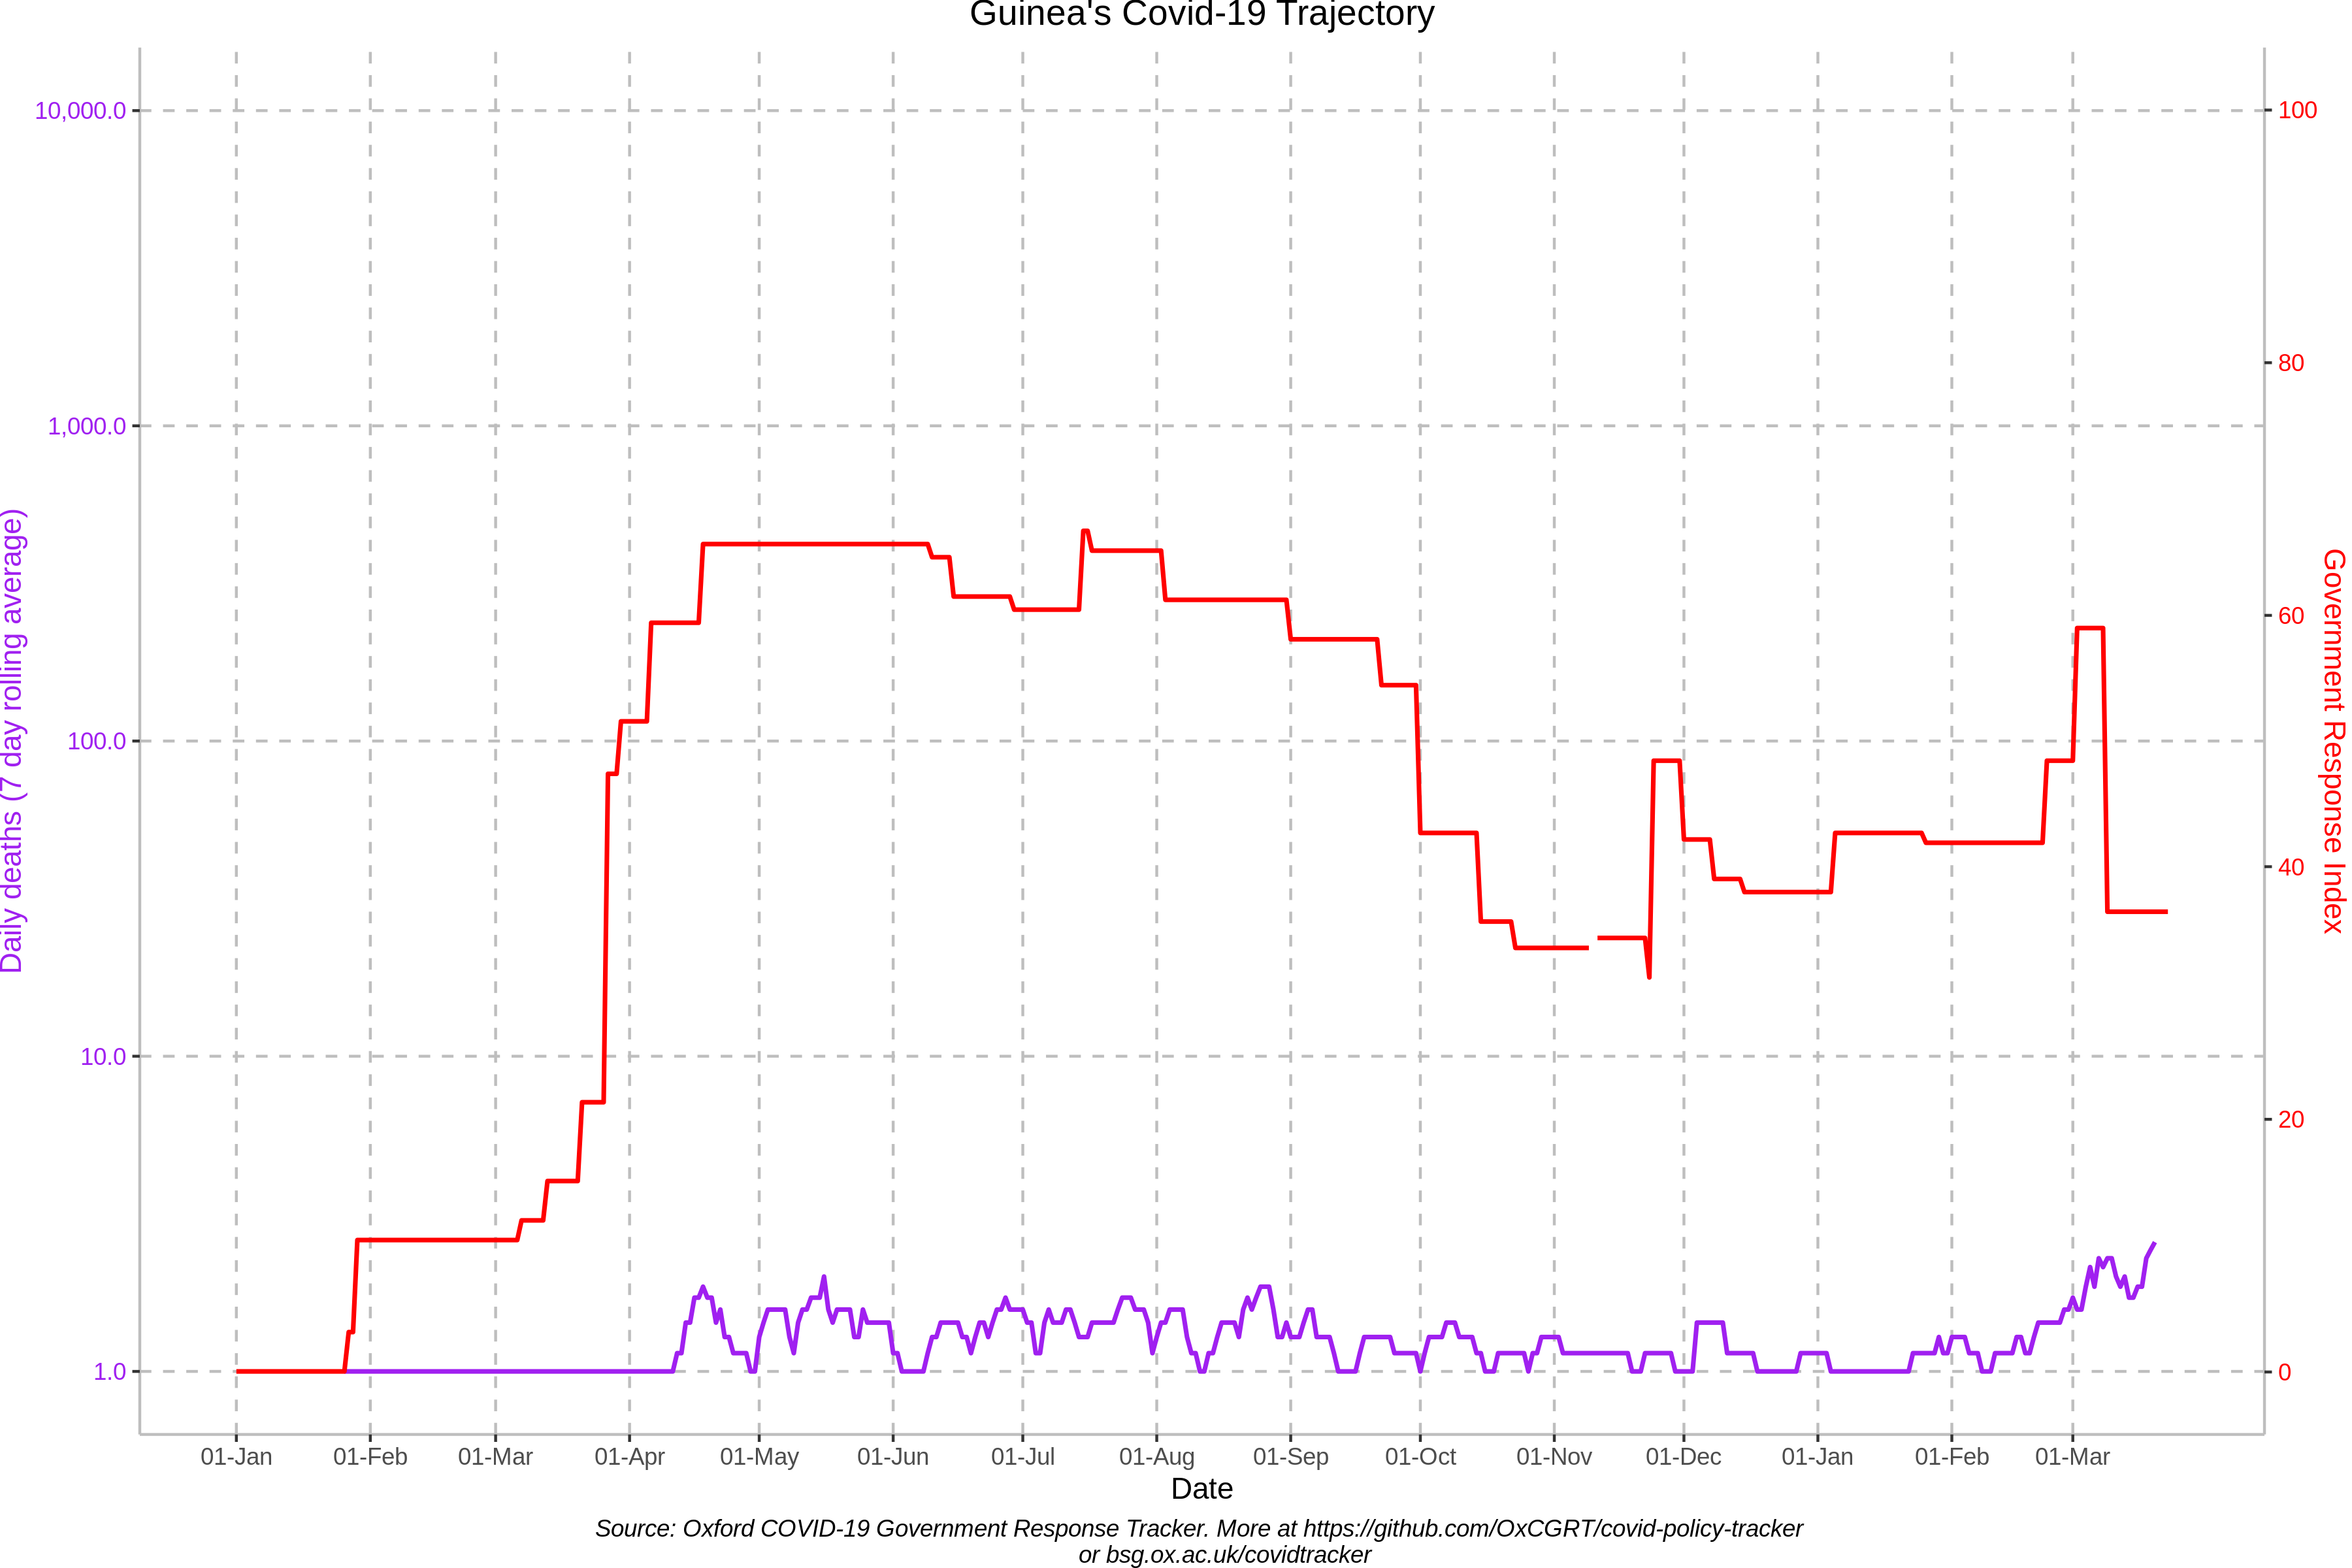 Guinea's Covid-19 Trajectory
10,000.0
1,000.0
100.0
10.0
1.0
Daily deaths (7 day rolling average)
100
80
60
40
20
0
Government Response Index
01-Jan 01-Feb 01-Mar 01-Apr 01-May 01-Jun 01-Jul 01-Aug 01-Sep 01-Oct 01-Nov 01-Dec 01-Jan 01-Feb 01-Mar
Date
Source: Oxford COVID-19 Government Response Tracker. More at https://github.com/OxCGRT/covid-policy-tracker
or bsg.ox.ac.uk/covidtracker